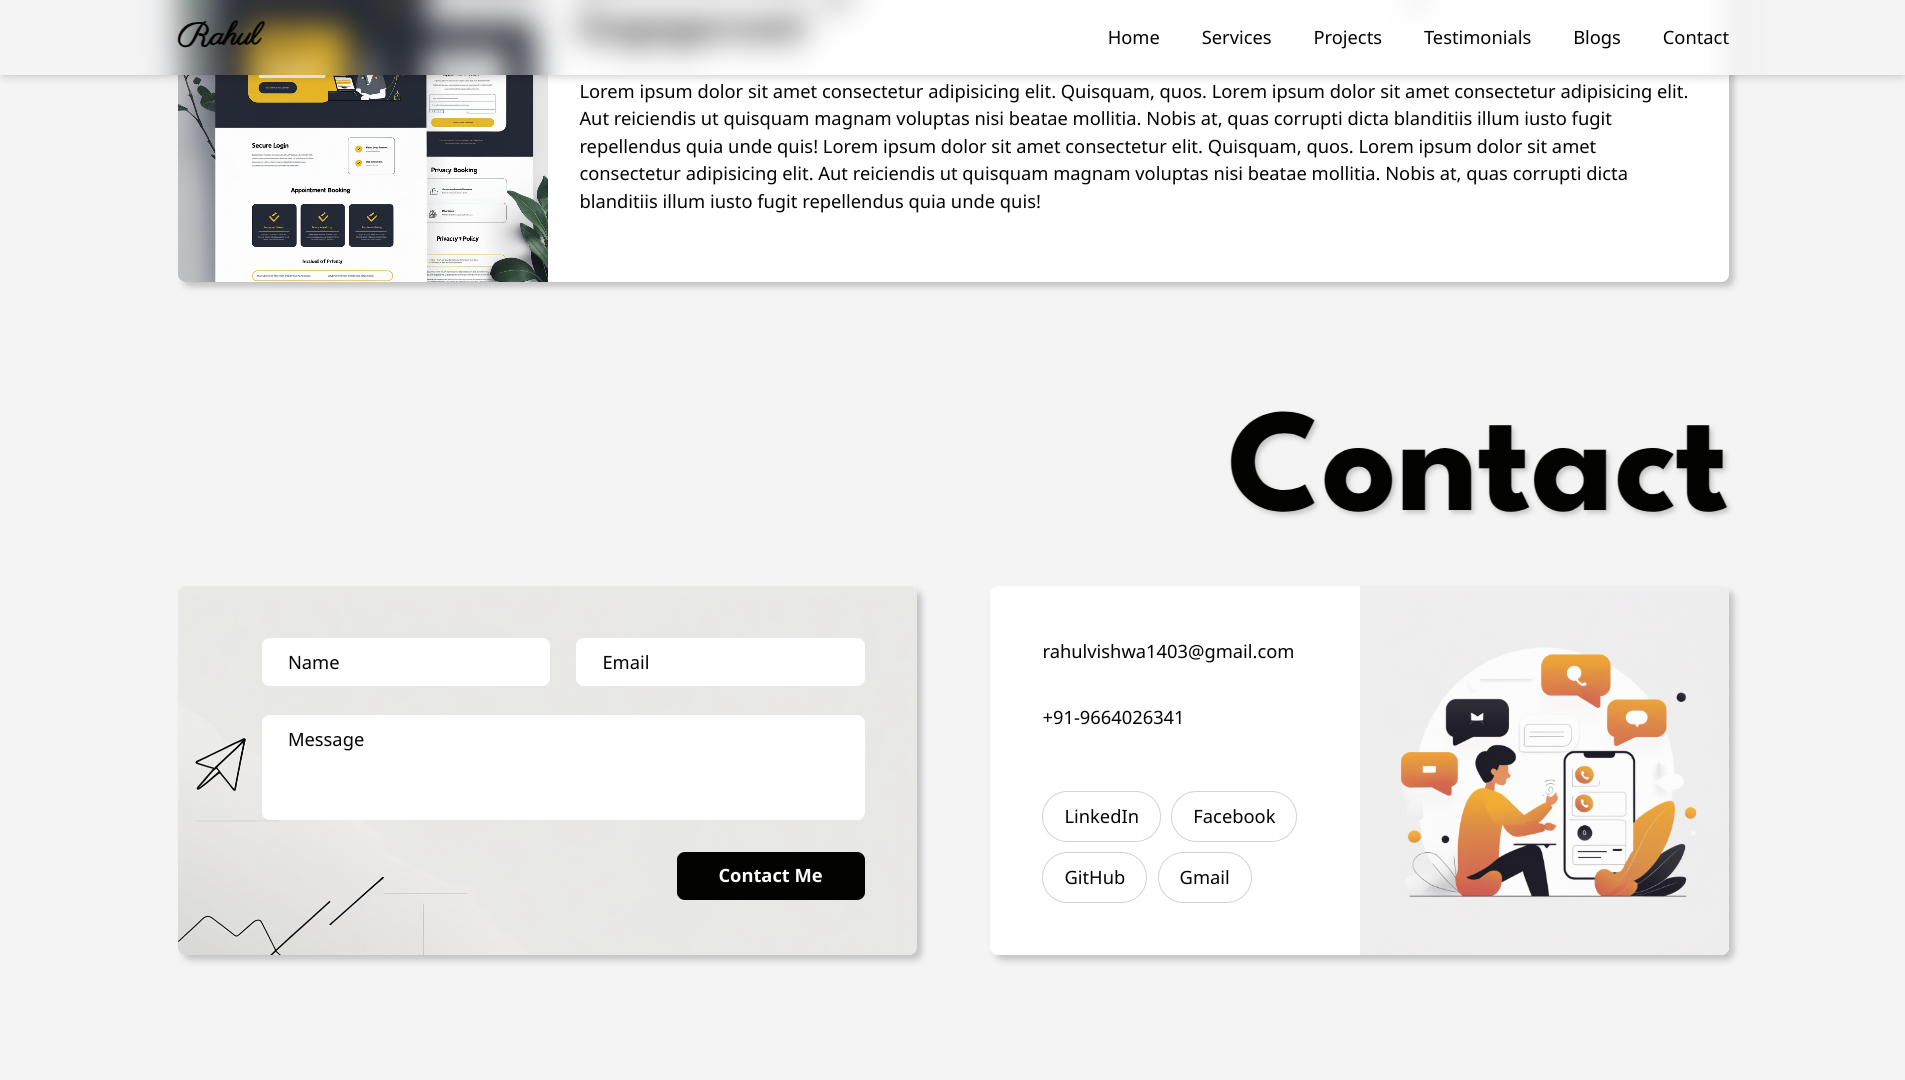 Rahul
Home
Services
Projects
Testimonials
Blogs
Contact
Secure Login
Appointment Booking
Privacy Booking
Lorem ipsum dolor sit amet consectetur adipisicing elit. Quisquam, quos. Lorem ipsum dolor sit amet consectetur adipisicing elit.
Aut reiciendis ut quisquam magnam voluptas nisi beatae mollitia. Nobis at, quas corrupti dicta blanditiis illum iusto fugit
repellendus quia unde quis! Lorem ipsum dolor sit amet consectetur elit. Quisquam, quos. Lorem ipsum dolor sit amet
consectetur adipisicing elit. Aut reiciendis ut quisquam magnam voluptas nisi beatae mollitia. Nobis at, quas corrupti dicta
blanditiis illum iusto fugit repellendus quia unde quis!
Contact
Name
Email
Message
Contact Me
rahulvishwa1403@gmail.com
+91-9664026341
LinkedIn
Facebook
GitHub
Gmail